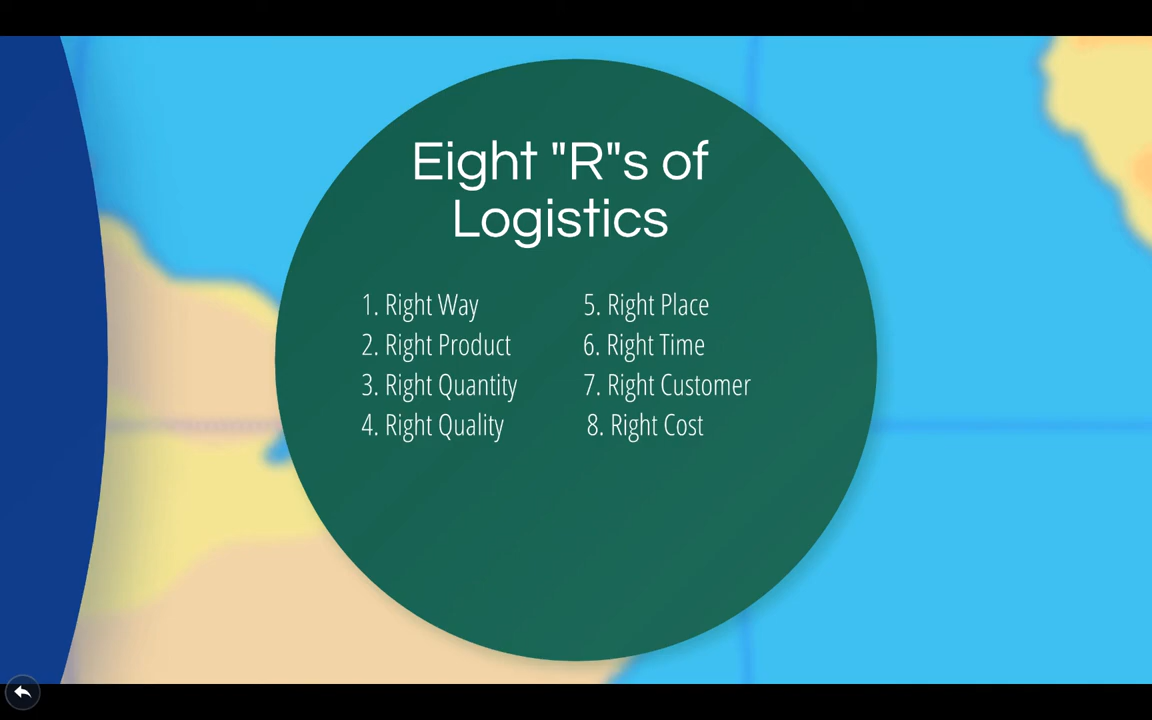 Eight "R"s of
Logistics
1. Right Way
2. Right Product
3. Right Quantity
4. Right Quality
5. Right Place
6. Right Time
7. Right Customer
8. Right Cost